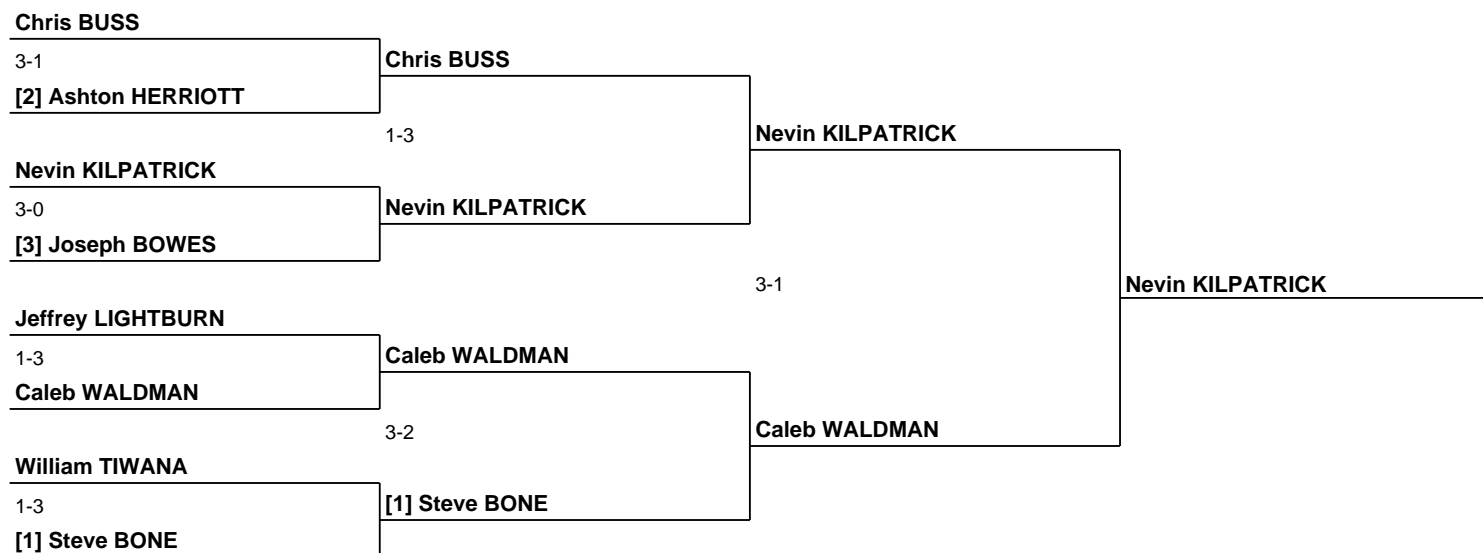 Chris BUSS
3-1
Chris BUSS
[2] Ashton HERRIOTT
1-3
Nevin KILPATRICK
Nevin KILPATRICK
3-0
Nevin KILPATRICK
[3] Joseph BOWES
3-1
Nevin KILPATRICK
Jeffrey LIGHTBURN
1-3
Caleb WALDMAN
Caleb WALDMAN
3-2
Caleb WALDMAN
William TIWANA
1-3
[1] Steve BONE
[1] Steve BONE